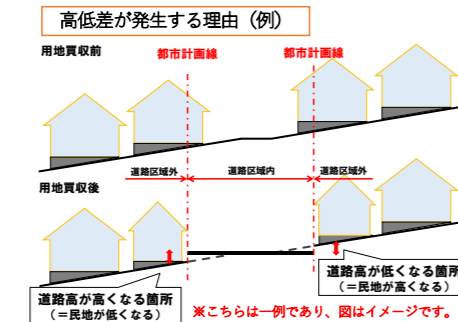 高低差が発生する理由（例）
用地買収前
都市計画線
都市計画線
道路区域外
道路区域内
道路区域外
用地買収後
道路高が高くなる箇所
（＝民地が低くなる）
道路高が低くなる箇所
（＝民地が高くなる）
※こちらは一例であり、図はイメージです。